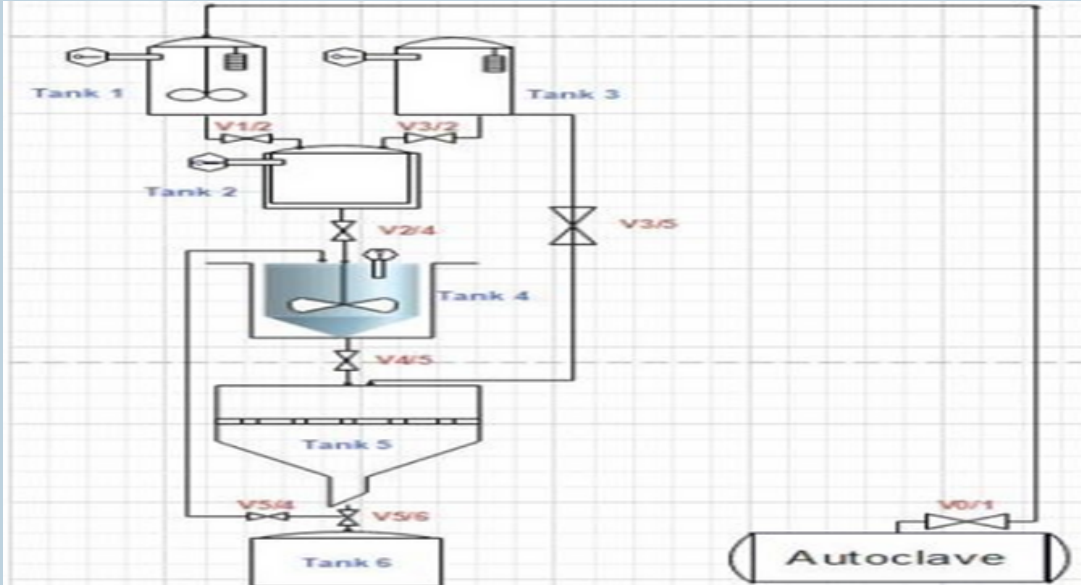 Tank 1
Tank 3
V1/2
V3/2
Tank 2
V2/4
V3/5
Tank 4
V4/5
Tank 5
V5/4
V5/6
V0/1
Tank 6
Autoclave